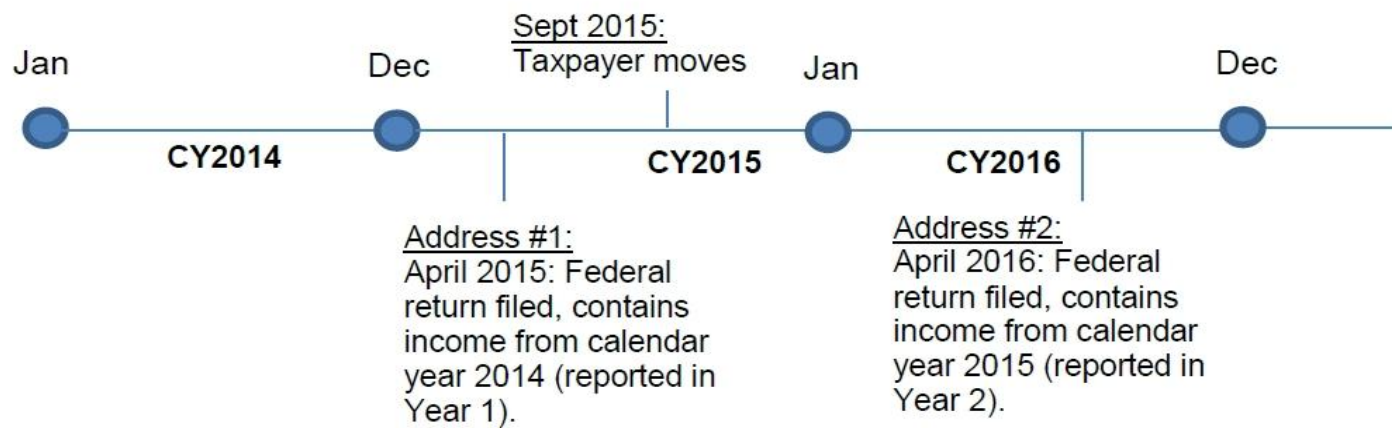 Sept 2015:
Taxpayer moves
Jan
Dec
Jan
Dec
CY2014
CY2015
CY2016
Address #1:
April 2015: Federal
return filed, contains
income from calendar
year 2014 (reported in
Year 1).
Address #2:
April 2016: Federal
return filed, contains
income from calendar
year 2015 (reported in
Year 2).